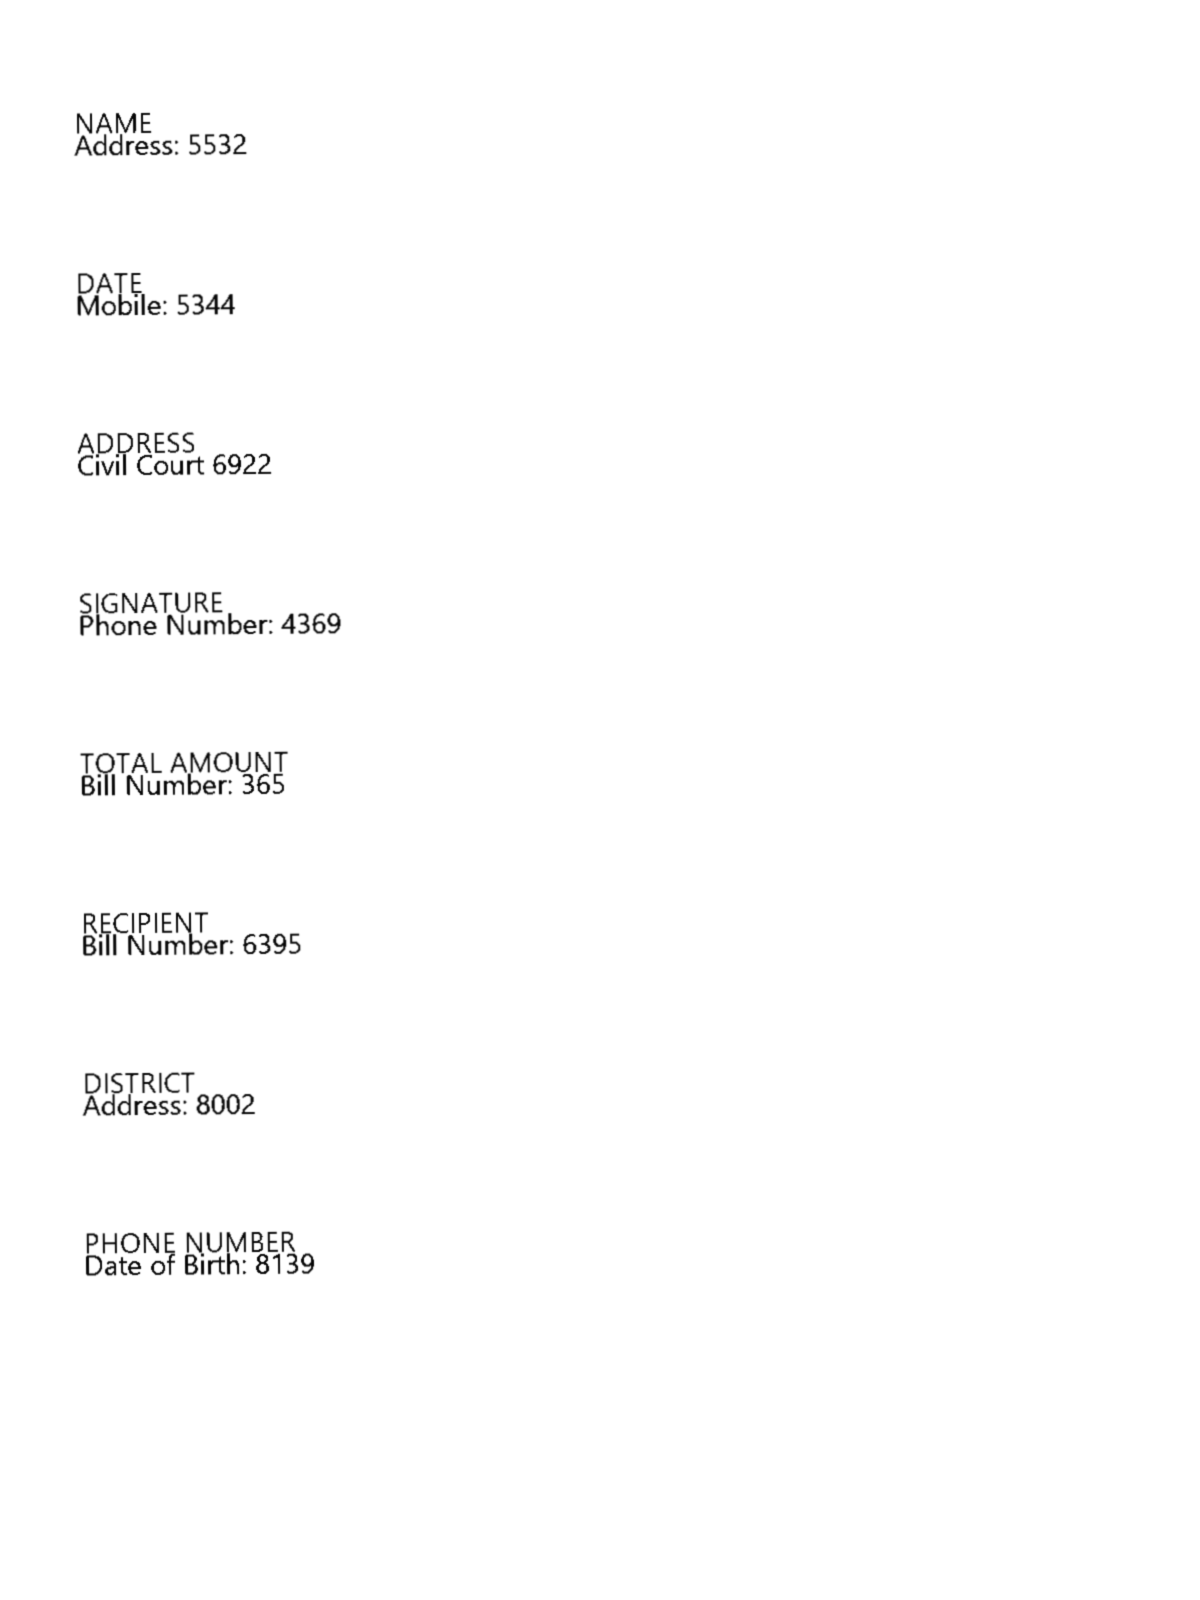 NAME
Address: 5532
DATE
Mobile: 5344
ADDRESS
Civil Court 6922
SIGNATURE
Phone Number: 4369
TOTAL AMOUNT
Bill Number: 365
RECIPIENT
Bill Number: 6395
DISTRICT
Address: 8002
PHONE NUMBER
Date of Birth: 8139